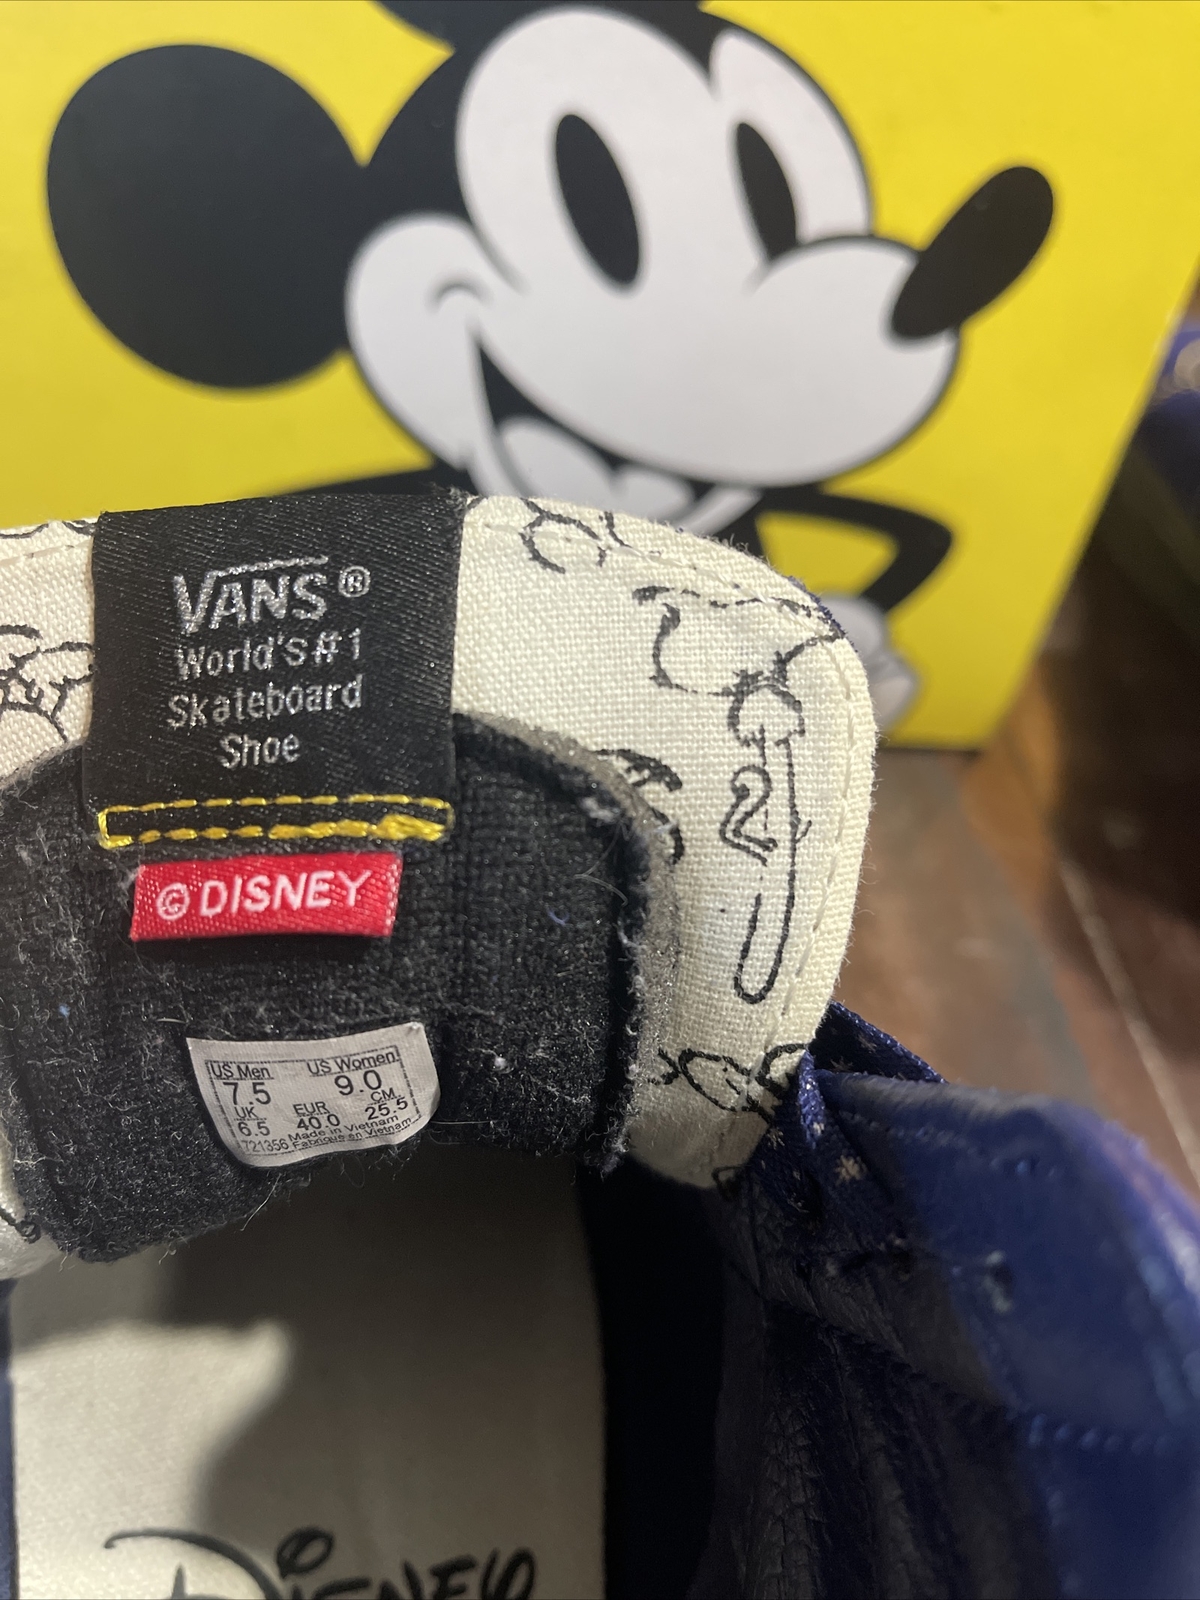 VANS®
World's #1
Skateboard
Shoe
© DISNEY
US Men US Women
7.5 9.0
UK EUR CM
6.5 40.0 25.5
Made in Vietnam
721356 Fabriqué en Vietnam
DISNEY